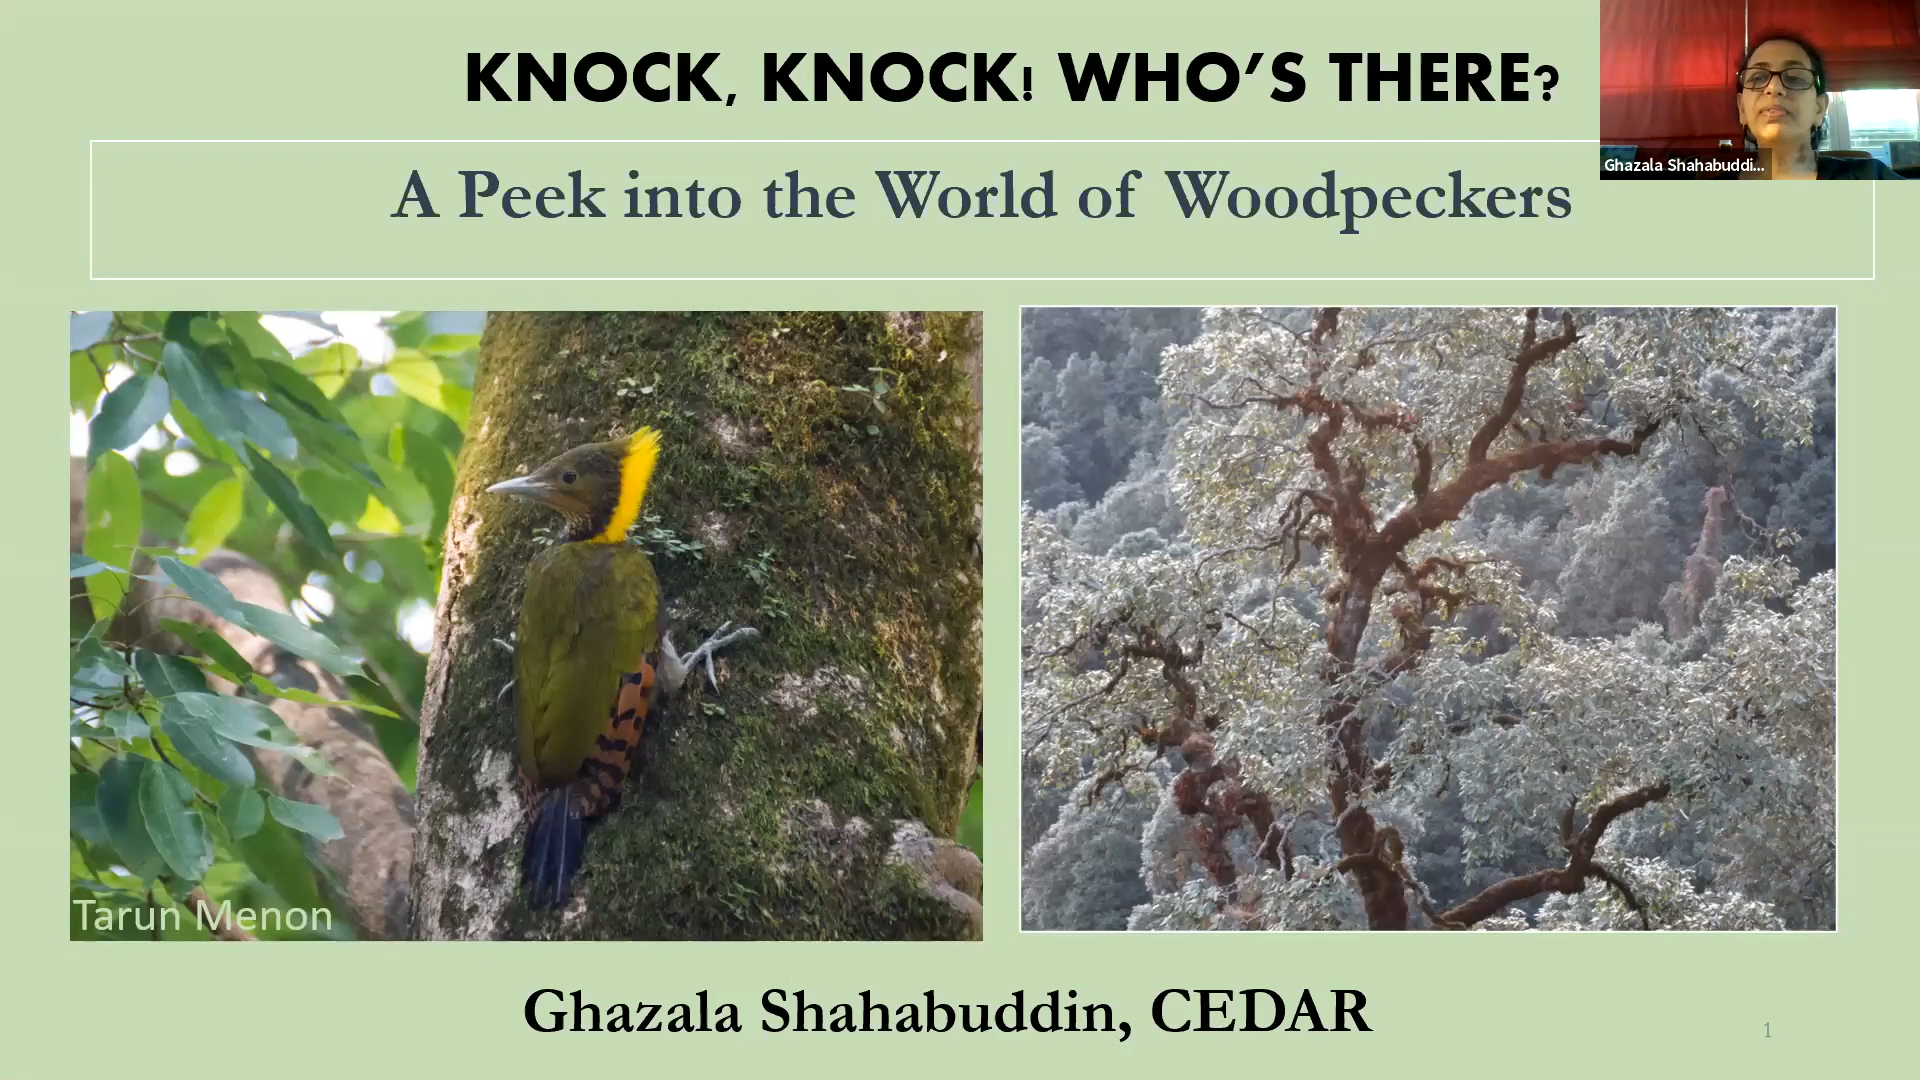 KNOCK, KNOCK! WHO’S THERE?
Ghazala Shahabuddi...
A Peek into the World of Woodpeckers
Tarun Menon
Ghazala Shahabuddin, CEDAR
1